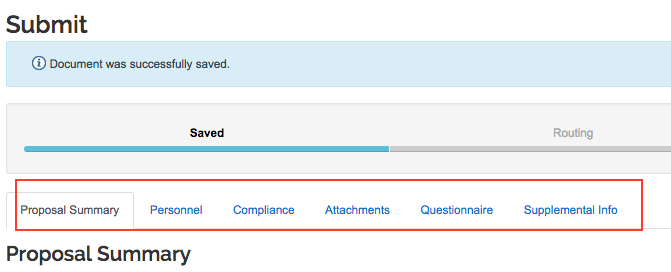 Submit
Document was successfully saved.
Saved Routing
Proposal Summary Personnel Compliance Attachments Questionnaire Supplemental Info
Proposal Summary